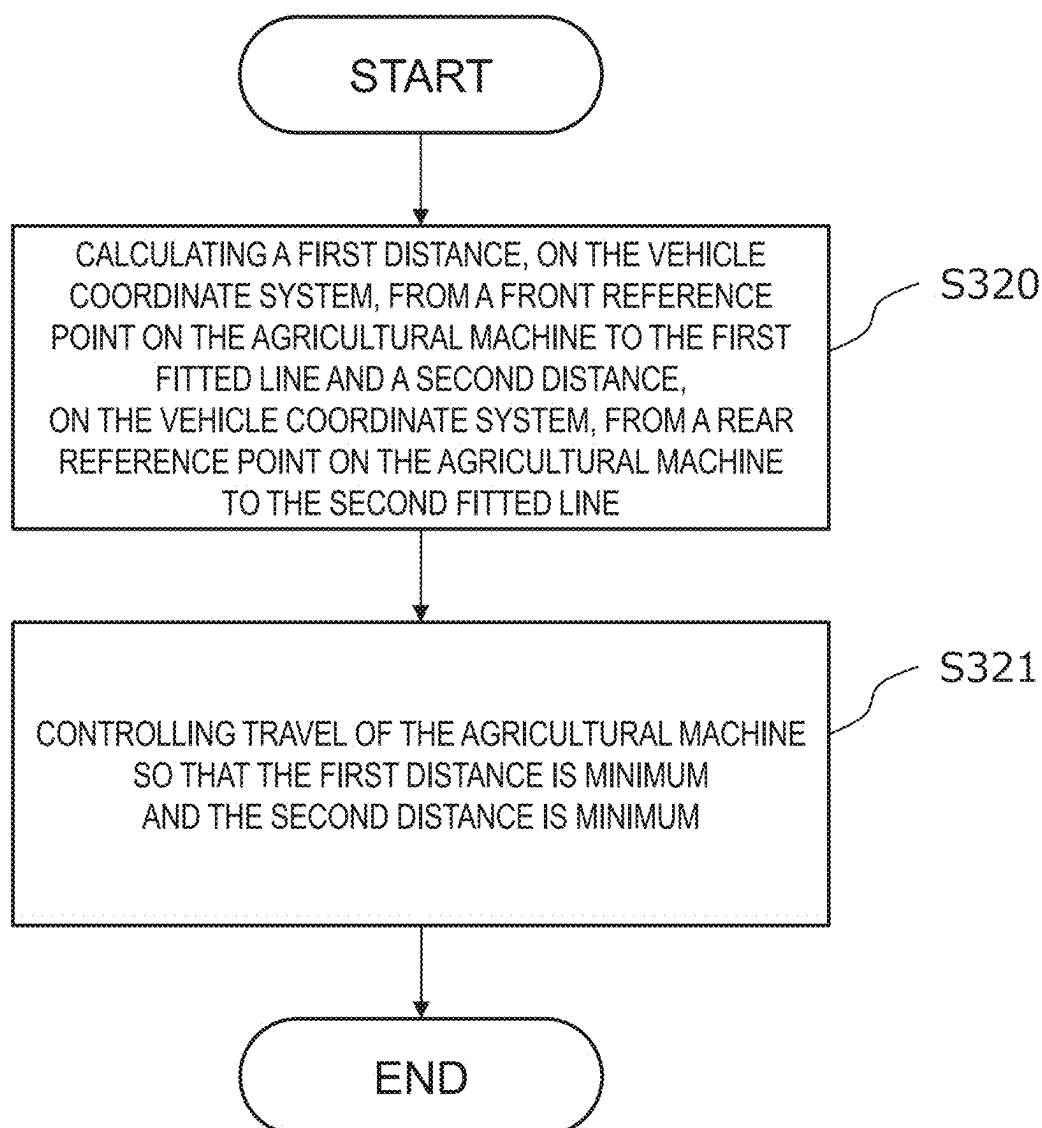 START
CALCULATING A FIRST DISTANCE, ON THE VEHICLE
COORDINATE SYSTEM, FROM A FRONT REFERENCE
POINT ON THE AGRICULTURAL MACHINE TO THE FIRST
FITTED LINE AND A SECOND DISTANCE,
ON THE VEHICLE COORDINATE SYSTEM, FROM A REAR
REFERENCE POINT ON THE AGRICULTURAL MACHINE
TO THE SECOND FITTED LINE
S320
CONTROLLING TRAVEL OF THE AGRICULTURAL MACHINE
SO THAT THE FIRST DISTANCE IS MINIMUM
AND THE SECOND DISTANCE IS MINIMUM
S321
END